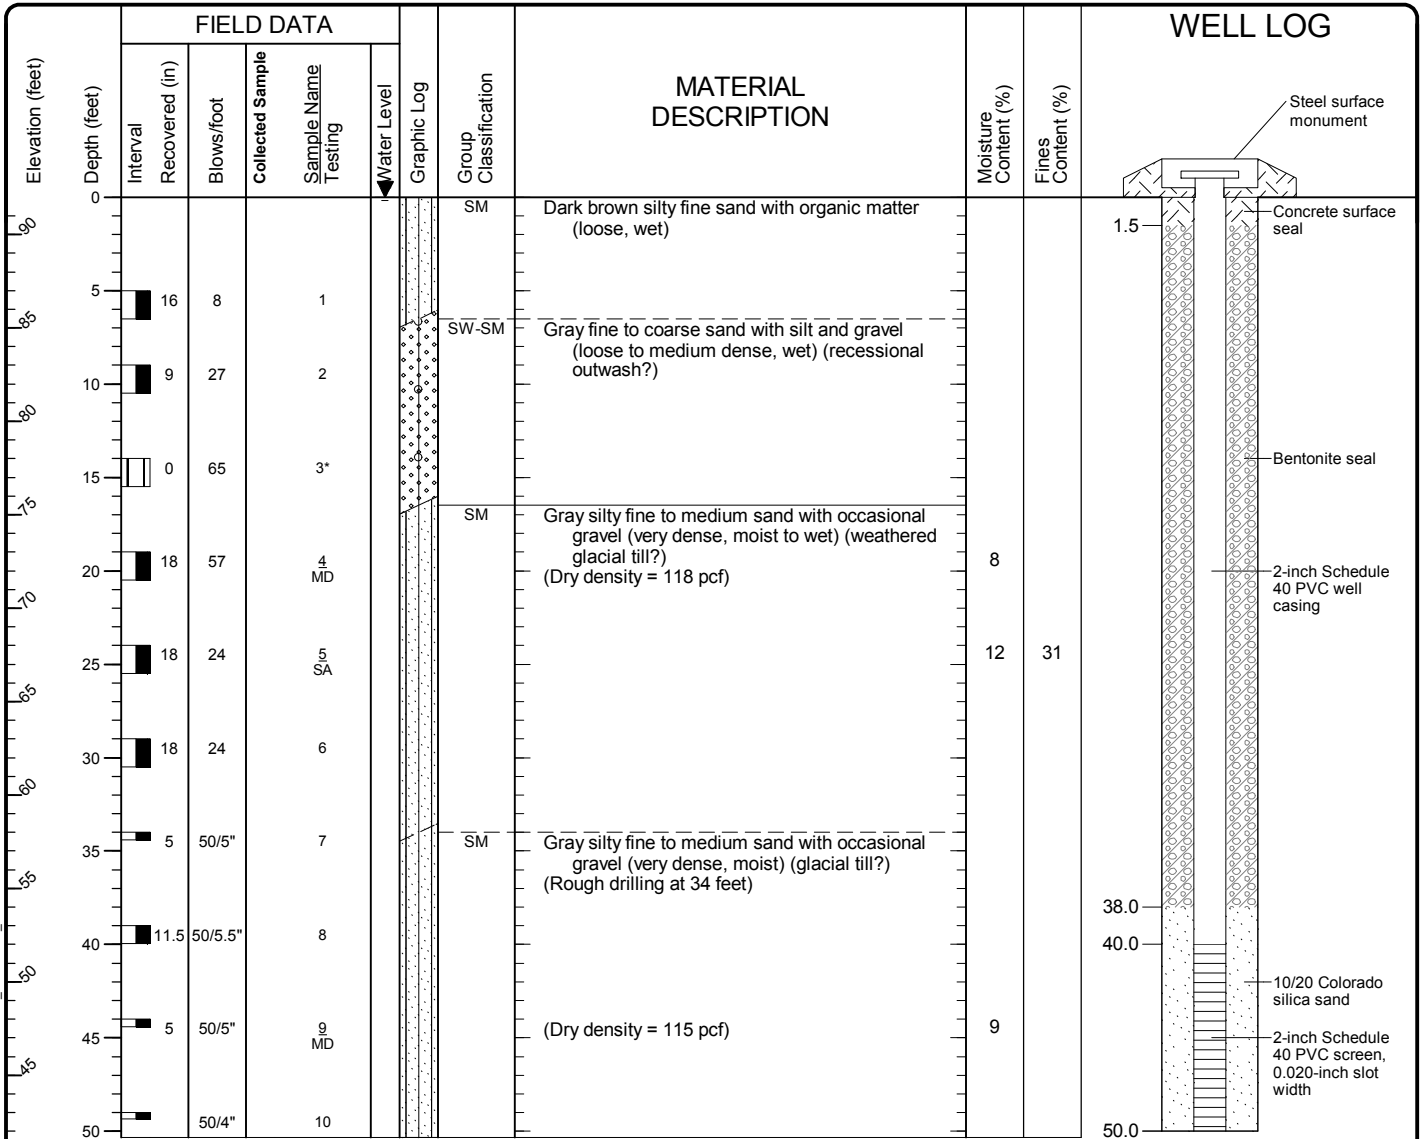 FIELD DATA
WELL LOG
Elevation (feet)
Depth (feet)
Interval
Recovered (in)
Blows/foot
Collected Sample
Sample Name
Testing
Water Level
Graphic Log
Group
Classification
MATERIAL
DESCRIPTION
Moisture
Content (%)
Fines
Content (%)
Steel surface
monument
0
SM
Dark brown silty fine sand with organic matter
(loose, wet)
Concrete surface
seal
1.5
90
5
16
8
1
85
SW-SM
Gray fine to coarse sand with silt and gravel
(loose to medium dense, wet) (recessional
outwash?)
10
9
27
2
80
15
0
65
3*
Bentonite seal
75
SM
Gray silty fine to medium sand with occasional
gravel (very dense, moist to wet) (weathered
glacial till?)
(Dry density = 118 pcf)
20
18
57
4
MD
8
2-inch Schedule
40 PVC well
casing
70
25
18
24
5
SA
12
31
65
30
18
24
6
60
35
5
50/5"
7
SM
Gray silty fine to medium sand with occasional
gravel (very dense, moist) (glacial till?)
(Rough drilling at 34 feet)
55
38.0
40
11.5
50/5.5"
8
40.0
50
10/20 Colorado
silica sand
45
5
50/5"
9
MD
(Dry density = 115 pcf)
9
2-inch Schedule
40 PVC screen,
0.020-inch slot
width
45
50
50/4"
10
50.0